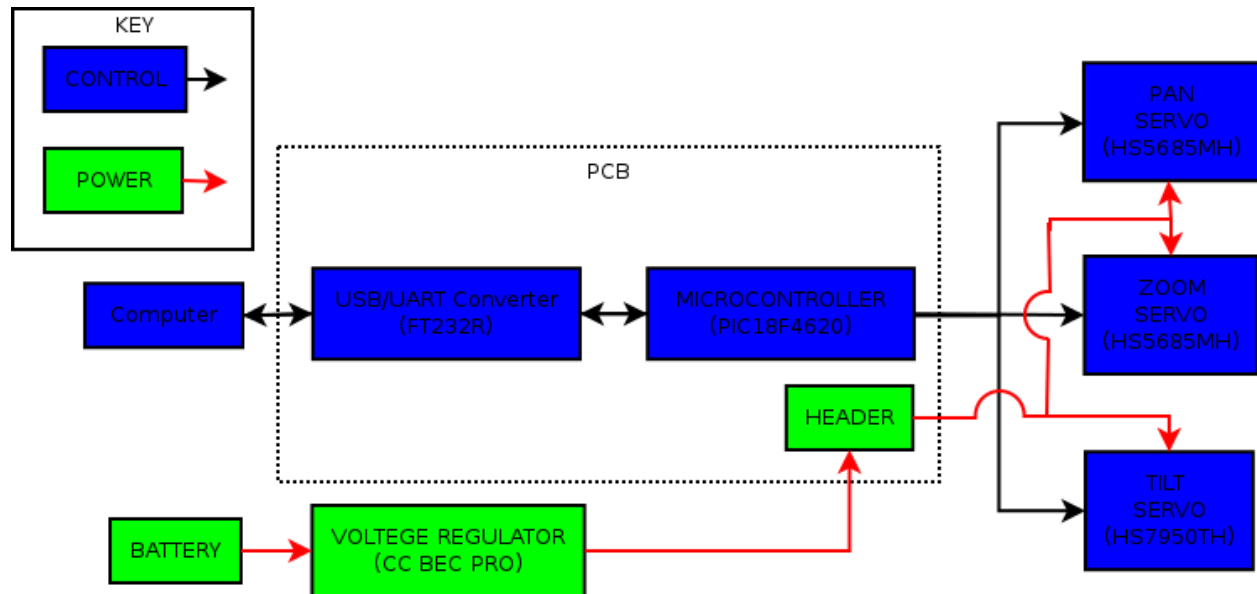 KEY
CONTROL
POWER
PCB
Computer
USB/UART Converter
(FT232R)
MICROCONTROLLER
(PIC18F4620)
HEADER
BATTERY
VOLTEGE REGULATOR
(CC BEC PRO)
PAN
SERVO
(HS5685MH)
ZOOM
SERVO
(HS5685MH)
TILT
SERVO
(HS7950TH)